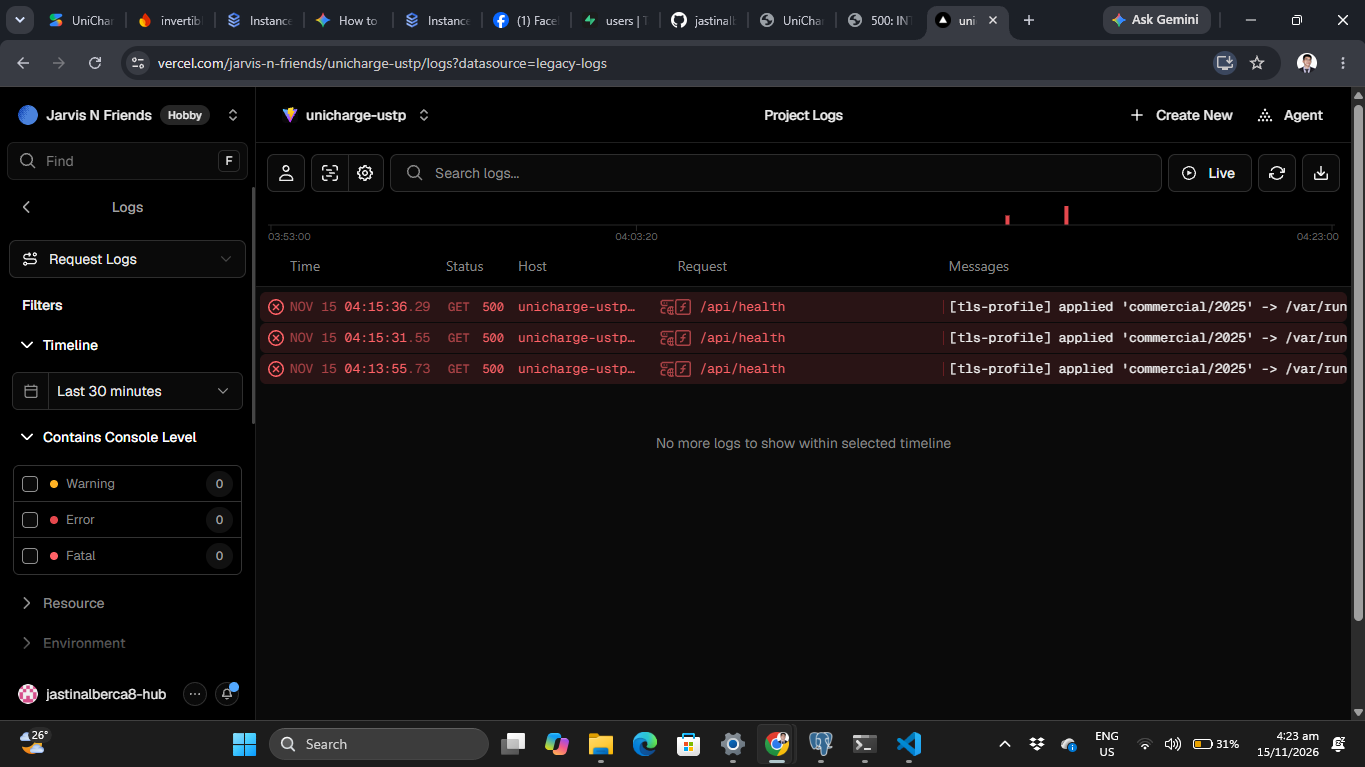 UniChar
invertibl
Instance
How to
Instance
(1) Face
users | T
jastinalb
UniChar
500: INT
uni
Ask Gemini
vercel.com/jarvis-n-friends/unicharge-ustp/logs?datasource=legacy-logs
Jarvis N Friends Hobby
unicharge-ustp
Project Logs
Create New
Agent
Find F
Search logs...
Live
Logs
03:53:00 04:03:20 04:23:00
Request Logs
Time Status Host Request Messages
Filters
NOV 15 04:15:36.29 GET 500 unicharge-ustp… /api/health [tls-profile] applied 'commercial/2025' -> /var/run
NOV 15 04:15:31.55 GET 500 unicharge-ustp… /api/health [tls-profile] applied 'commercial/2025' -> /var/run
NOV 15 04:13:55.73 GET 500 unicharge-ustp… /api/health [tls-profile] applied 'commercial/2025' -> /var/run
Timeline
Last 30 minutes
Contains Console Level
No more logs to show within selected timeline
Warning 0
Error 0
Fatal 0
Resource
Environment
jastinalberca8-hub
26°
Search
ENG
US
31%
4:23 am
15/11/2026